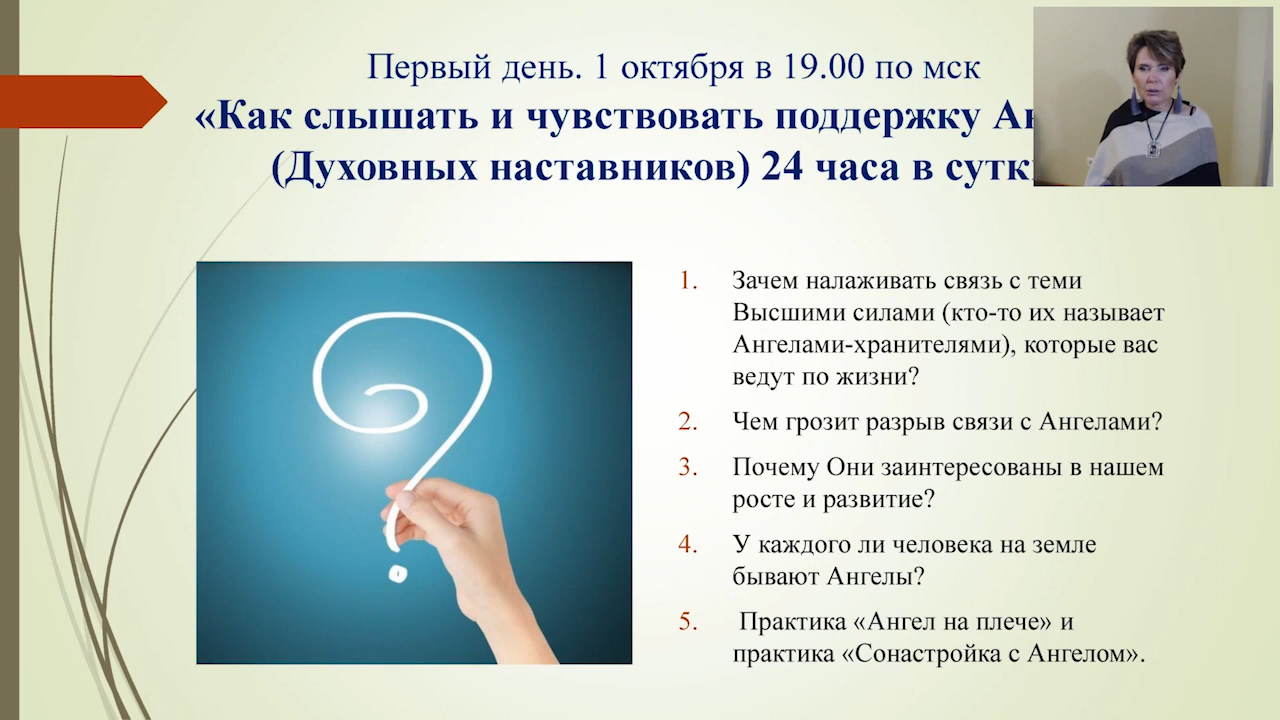 Первый день. 1 октября в 19.00 по мск
«Как слышать и чувствовать поддержку
(Духовных наставников) 24 часа в
1. Зачем налаживать связь с теми
Высшими силами (кто-то их называет
Ангелами-хранителями), которые вас
ведут по жизни?
2. Чем грозит разрыв связи с Ангелами?
3. Почему Они заинтересованы в нашем
росте и развитие?
4. У каждого ли человека на земле
бывают Ангелы?
5. Практика «Ангел на плече» и
практика «Сонастройка с Ангелом».